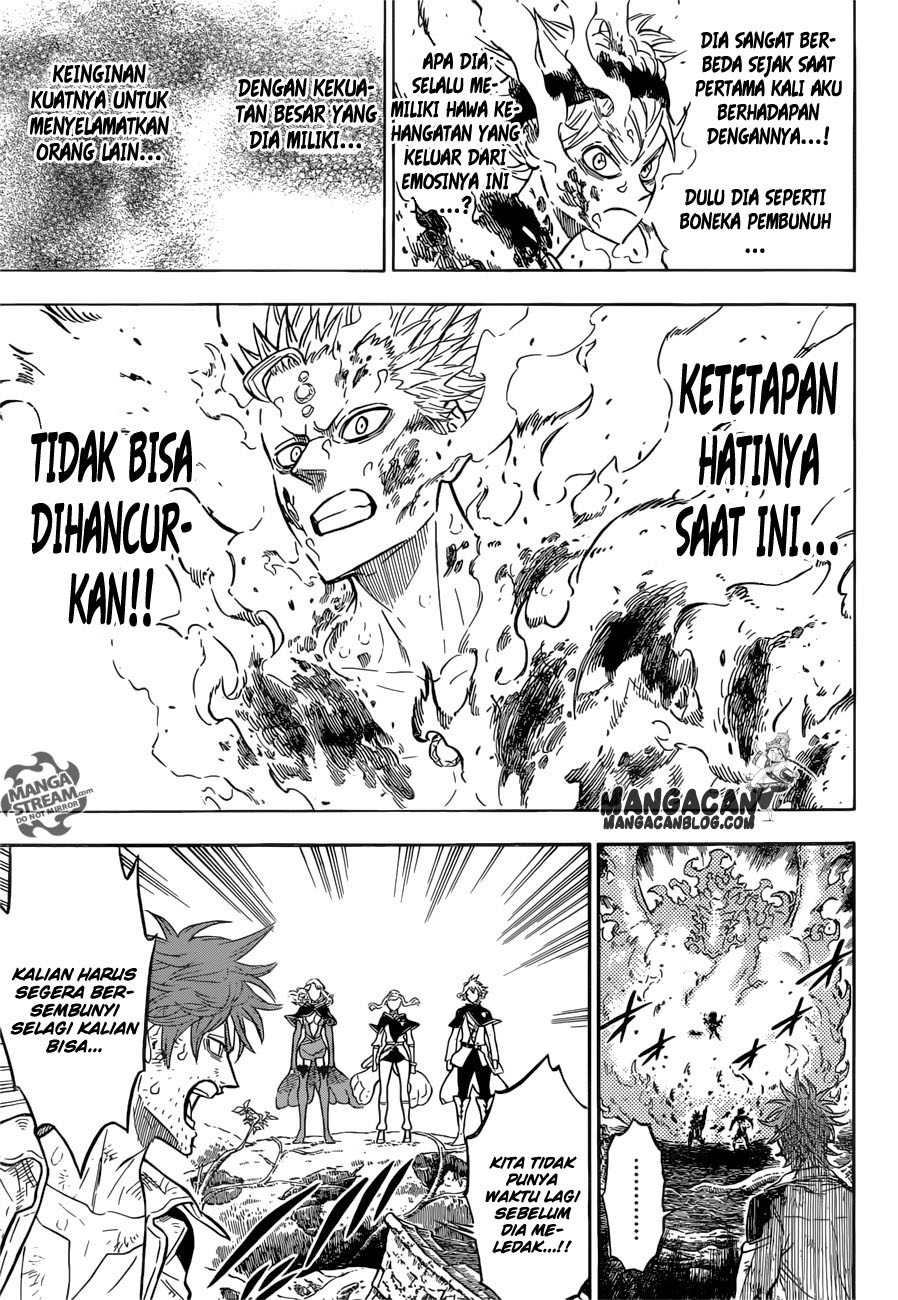 DIA SANGAT BER-
BEDA SEJAK SAAT
PERTAMA KALI AKU
BERHADAPAN
DENGANNYA...!
DULU DIA SEPERTI
BONEKA PEMBUNUH
...
APA DIA
SELALU ME-
MILIKI HAWA KE-
HANGATAN YANG
KELUAR DARI
EMOSINYA INI
...?
DENGAN KEKUA-
TAN BESAR YANG
DIA MILIKI...
KEINGINAN
KUATNYA UNTUK
MENYELAMATKAN
ORANG LAIN...
KETETAPAN
HATINYA
SAAT INI...
TIDAK BISA
DIHANCUR-
KAN!!
MANGA
STREAM.com
DO NOT MIRROR!
MANGACAN
MANGACANBLOG.COM
.........
KITA TIDAK
PUNYA
WAKTU LAGI
SEBELUM
DIA ME-
LEDAK...!!
KALIAN HARUS
SEGERA BER-
SEMBUNYI
SELAGI KALIAN
BISA...